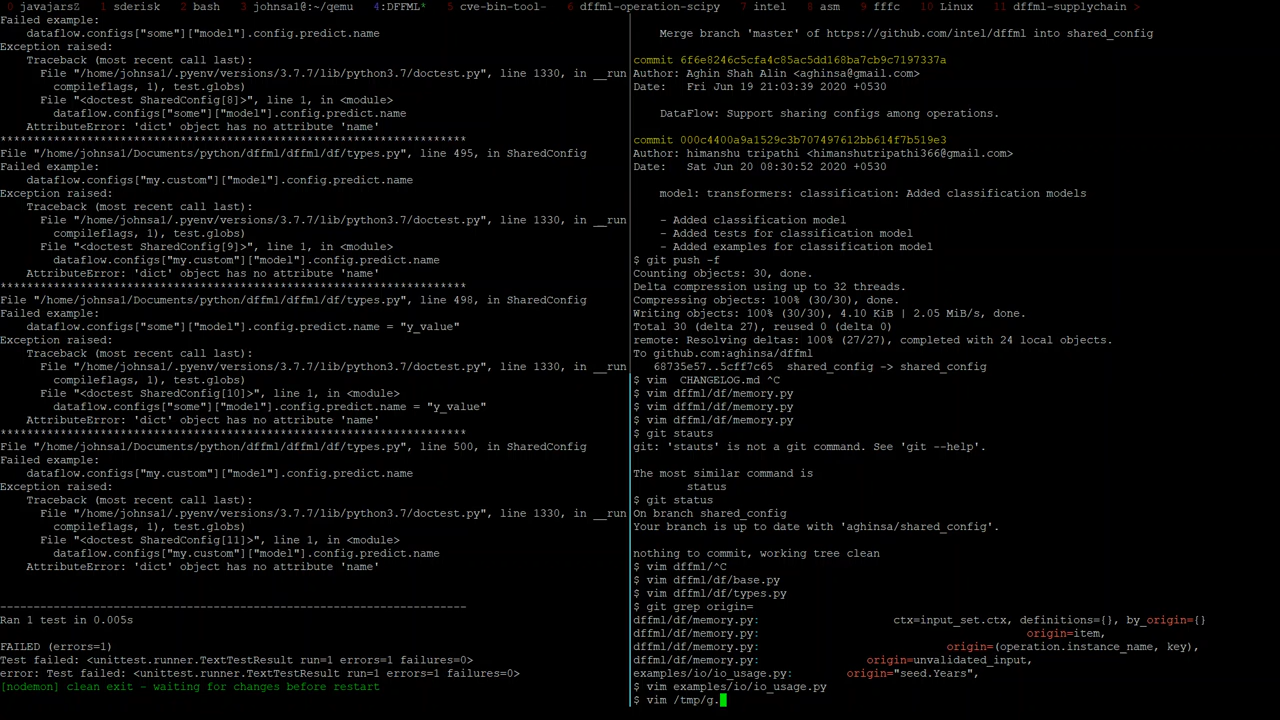 0 javajarsZ  1 sderisk  2 bash  3 johnsa1@:~/qemu  4:DFFML*  5 cve-bin-tool-  6 dffml-operation-scipy  7 intel  8 asm  9 fffc  10 Linux  11 dffml-supplychain >
Failed example:
    dataflow.configs["some"]["model"].config.predict.name
Exception raised:
    Traceback (most recent call last):
      File "/home/johnsa1/.pyenv/versions/3.7.7/lib/python3.7/doctest.py", line 1330, in __run
        compileflags, 1), test.globs)
      File "<doctest SharedConfig[8]>", line 1, in <module>
        dataflow.configs["some"]["model"].config.predict.name
    AttributeError: 'dict' object has no attribute 'name'
**********************************************************************
File "/home/johnsa1/Documents/python/dffml/dffml/df/types.py", line 495, in SharedConfig
Failed example:
    dataflow.configs["my.custom"]["model"].config.predict.name
Exception raised:
    Traceback (most recent call last):
      File "/home/johnsa1/.pyenv/versions/3.7.7/lib/python3.7/doctest.py", line 1330, in __run
        compileflags, 1), test.globs)
      File "<doctest SharedConfig[9]>", line 1, in <module>
        dataflow.configs["my.custom"]["model"].config.predict.name
    AttributeError: 'dict' object has no attribute 'name'
**********************************************************************
File "/home/johnsa1/Documents/python/dffml/dffml/df/types.py", line 498, in SharedConfig
Failed example:
    dataflow.configs["some"]["model"].config.predict.name = "y_value"
Exception raised:
    Traceback (most recent call last):
      File "/home/johnsa1/.pyenv/versions/3.7.7/lib/python3.7/doctest.py", line 1330, in __run
        compileflags, 1), test.globs)
      File "<doctest SharedConfig[10]>", line 1, in <module>
        dataflow.configs["some"]["model"].config.predict.name = "y_value"
    AttributeError: 'dict' object has no attribute 'name'
**********************************************************************
File "/home/johnsa1/Documents/python/dffml/dffml/df/types.py", line 500, in SharedConfig
Failed example:
    dataflow.configs["my.custom"]["model"].config.predict.name
Exception raised:
    Traceback (most recent call last):
      File "/home/johnsa1/.pyenv/versions/3.7.7/lib/python3.7/doctest.py", line 1330, in __run
        compileflags, 1), test.globs)
      File "<doctest SharedConfig[11]>", line 1, in <module>
        dataflow.configs["my.custom"]["model"].config.predict.name
    AttributeError: 'dict' object has no attribute 'name'
----------------------------------------------------------------------
Ran 1 test in 0.005s
FAILED (errors=1)
Test failed: <unittest.runner.TextTestResult run=1 errors=1 failures=0>
error: Test failed: <unittest.runner.TextTestResult run=1 errors=1 failures=0>
[nodemon] clean exit - waiting for changes before restart
    Merge branch 'master' of https://github.com/intel/dffml into shared_config
commit 6f6e8246c5cfa4c85ac5dd168ba7cb9c7197337a
Author: Aghin Shah Alin <aghinsa@gmail.com>
Date:   Fri Jun 19 21:03:39 2020 +0530
    DataFlow: Support sharing configs among operations.
commit 000c4400a9a1529c3b707497612bb614f7b519e3
Author: himanshu tripathi <himanshutripathi366@gmail.com>
Date:   Sat Jun 20 08:30:52 2020 +0530
    model: transformers: classification: Added classification models
    - Added classification model
    - Added tests for classification model
    - Added examples for classification model
$ git push -f
Counting objects: 30, done.
Delta compression using up to 32 threads.
Compressing objects: 100% (30/30), done.
Writing objects: 100% (30/30), 4.10 KiB | 2.05 MiB/s, done.
Total 30 (delta 27), reused 0 (delta 0)
remote: Resolving deltas: 100% (27/27), completed with 24 local objects.
To github.com:aghinsa/dffml
   68735e57..5cff7c65  shared_config -> shared_config
$ vim  CHANGELOG.md ^C
$ vim dffml/df/memory.py
$ vim dffml/df/memory.py
$ vim dffml/df/memory.py
$ git stauts
git: 'stauts' is not a git command. See 'git --help'.
The most similar command is
        status
$ git status
On branch shared_config
Your branch is up to date with 'aghinsa/shared_config'.
nothing to commit, working tree clean
$ vim dffml/^C
$ vim dffml/df/base.py
$ vim dffml/df/types.py
$ git grep origin=
dffml/df/memory.py:                    ctx=input_set.ctx, definitions={}, by_origin={}
dffml/df/memory.py:                                        origin=item,
dffml/df/memory.py:                            origin=(operation.instance_name, key),
dffml/df/memory.py:                origin=unvalidated_input,
examples/io/io_usage.py:        origin="seed.Years",
$ vim examples/io/io_usage.py
$ vim /tmp/g.